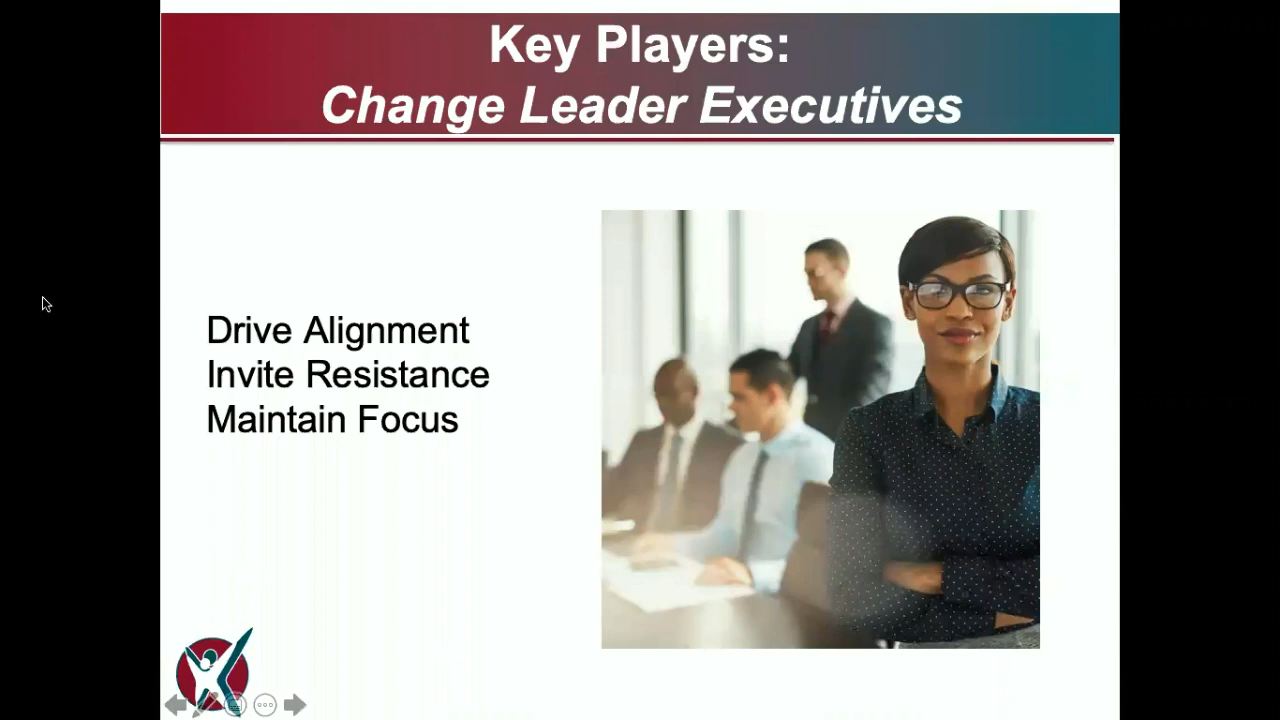 Key Players:
Change Leader Executives
Drive Alignment
Invite Resistance
Maintain Focus